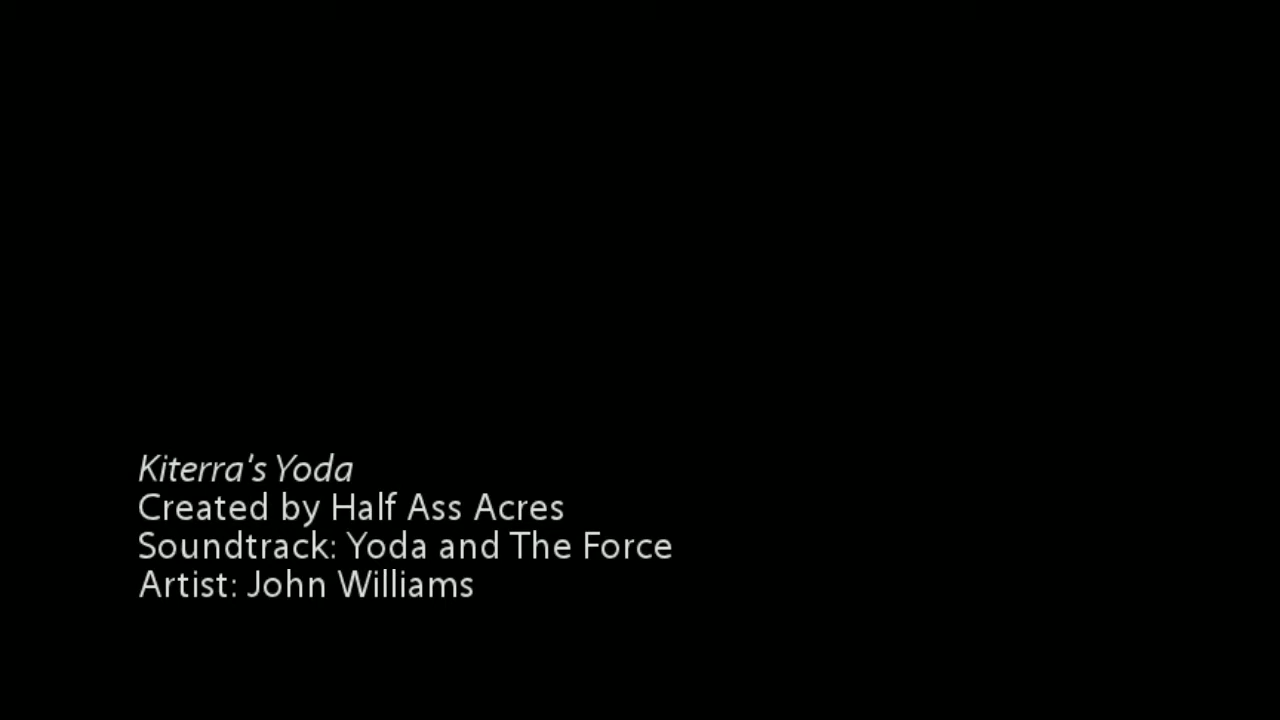 Kiterra's Yoda
Created by Half Ass Acres
Soundtrack: Yoda and The Force
Artist: John Williams